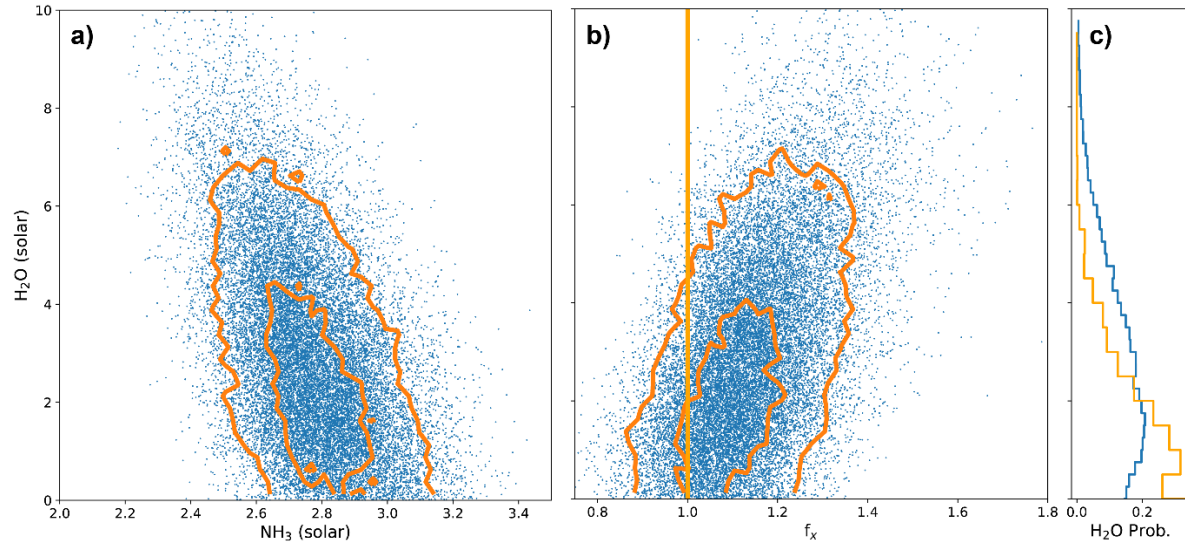 a)
b)
c)
10
8
6
4
2
0
H₂O (solar)
2.0 2.2 2.4 2.6 2.8 3.0 3.2 3.4
NH₃ (solar)
0.8 1.0 1.2 1.4 1.6 1.8
fₓ
0.0 0.2
H₂O Prob.